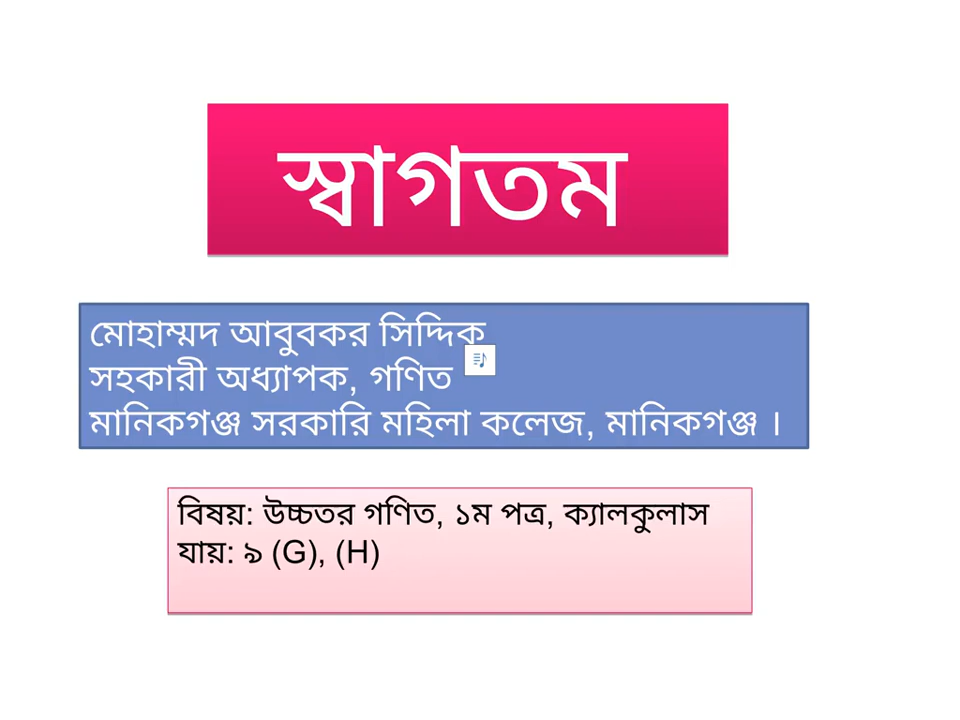 স্বাগতম
মোহাম্মদ আবুবকর সিদ্দিক
সহকারী অধ্যাপক, গণিত
মানিকগঞ্জ সরকারি মহিলা কলেজ, মানিকগঞ্জ ।
বিষয়: উচ্চতর গণিত, ১ম পত্র, ক্যালকুলাস
যায়: ৯ (G), (H)